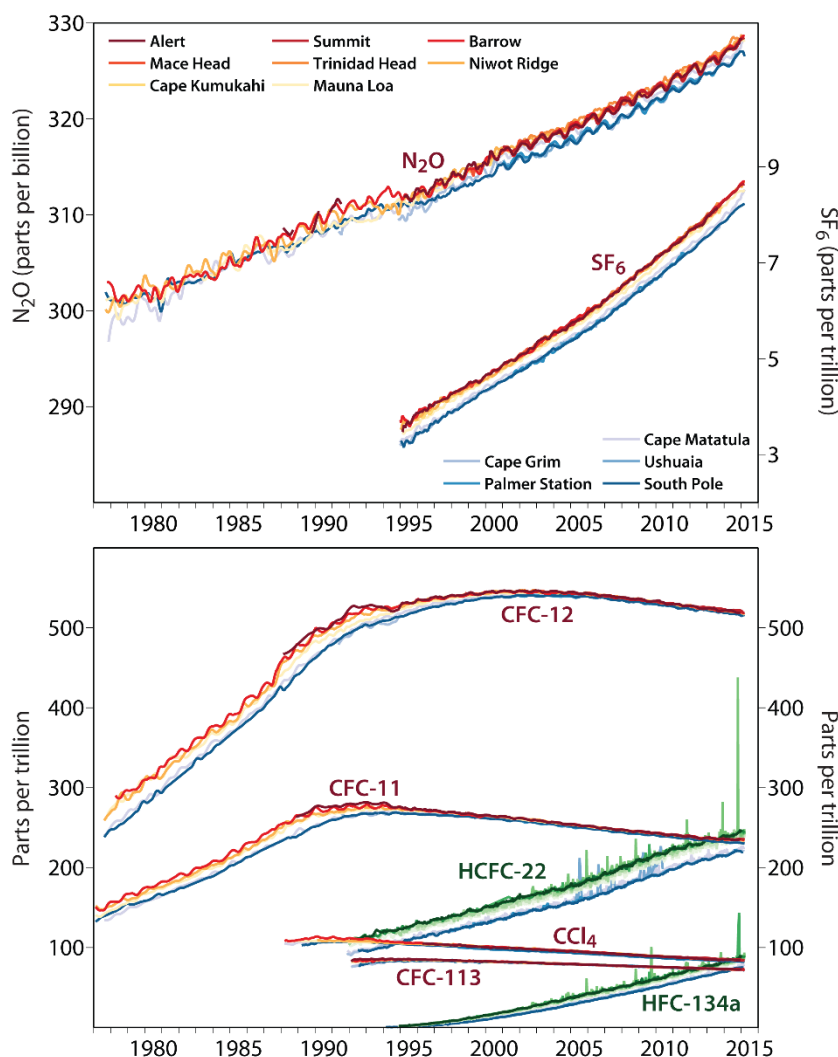 330
Alert Summit Barrow
Mace Head Trinidad Head Niwot Ridge
Cape Kumukahi Mauna Loa
320
N₂O
9
310
SF₆
7
300
5
290
Cape Matatula
Cape Grim Ushuaia
3
Palmer Station South Pole
N₂O (parts per billion)
SF₆ (parts per trillion)
1980 1985 1990 1995 2000 2005 2010 2015
500 CFC-12 500
400 400
300 300
CFC-11
200 HCFC-22 200
CCl₄
100 100
CFC-113
HFC-134a
Parts per trillion
Parts per trillion
1980 1985 1990 1995 2000 2005 2010 2015